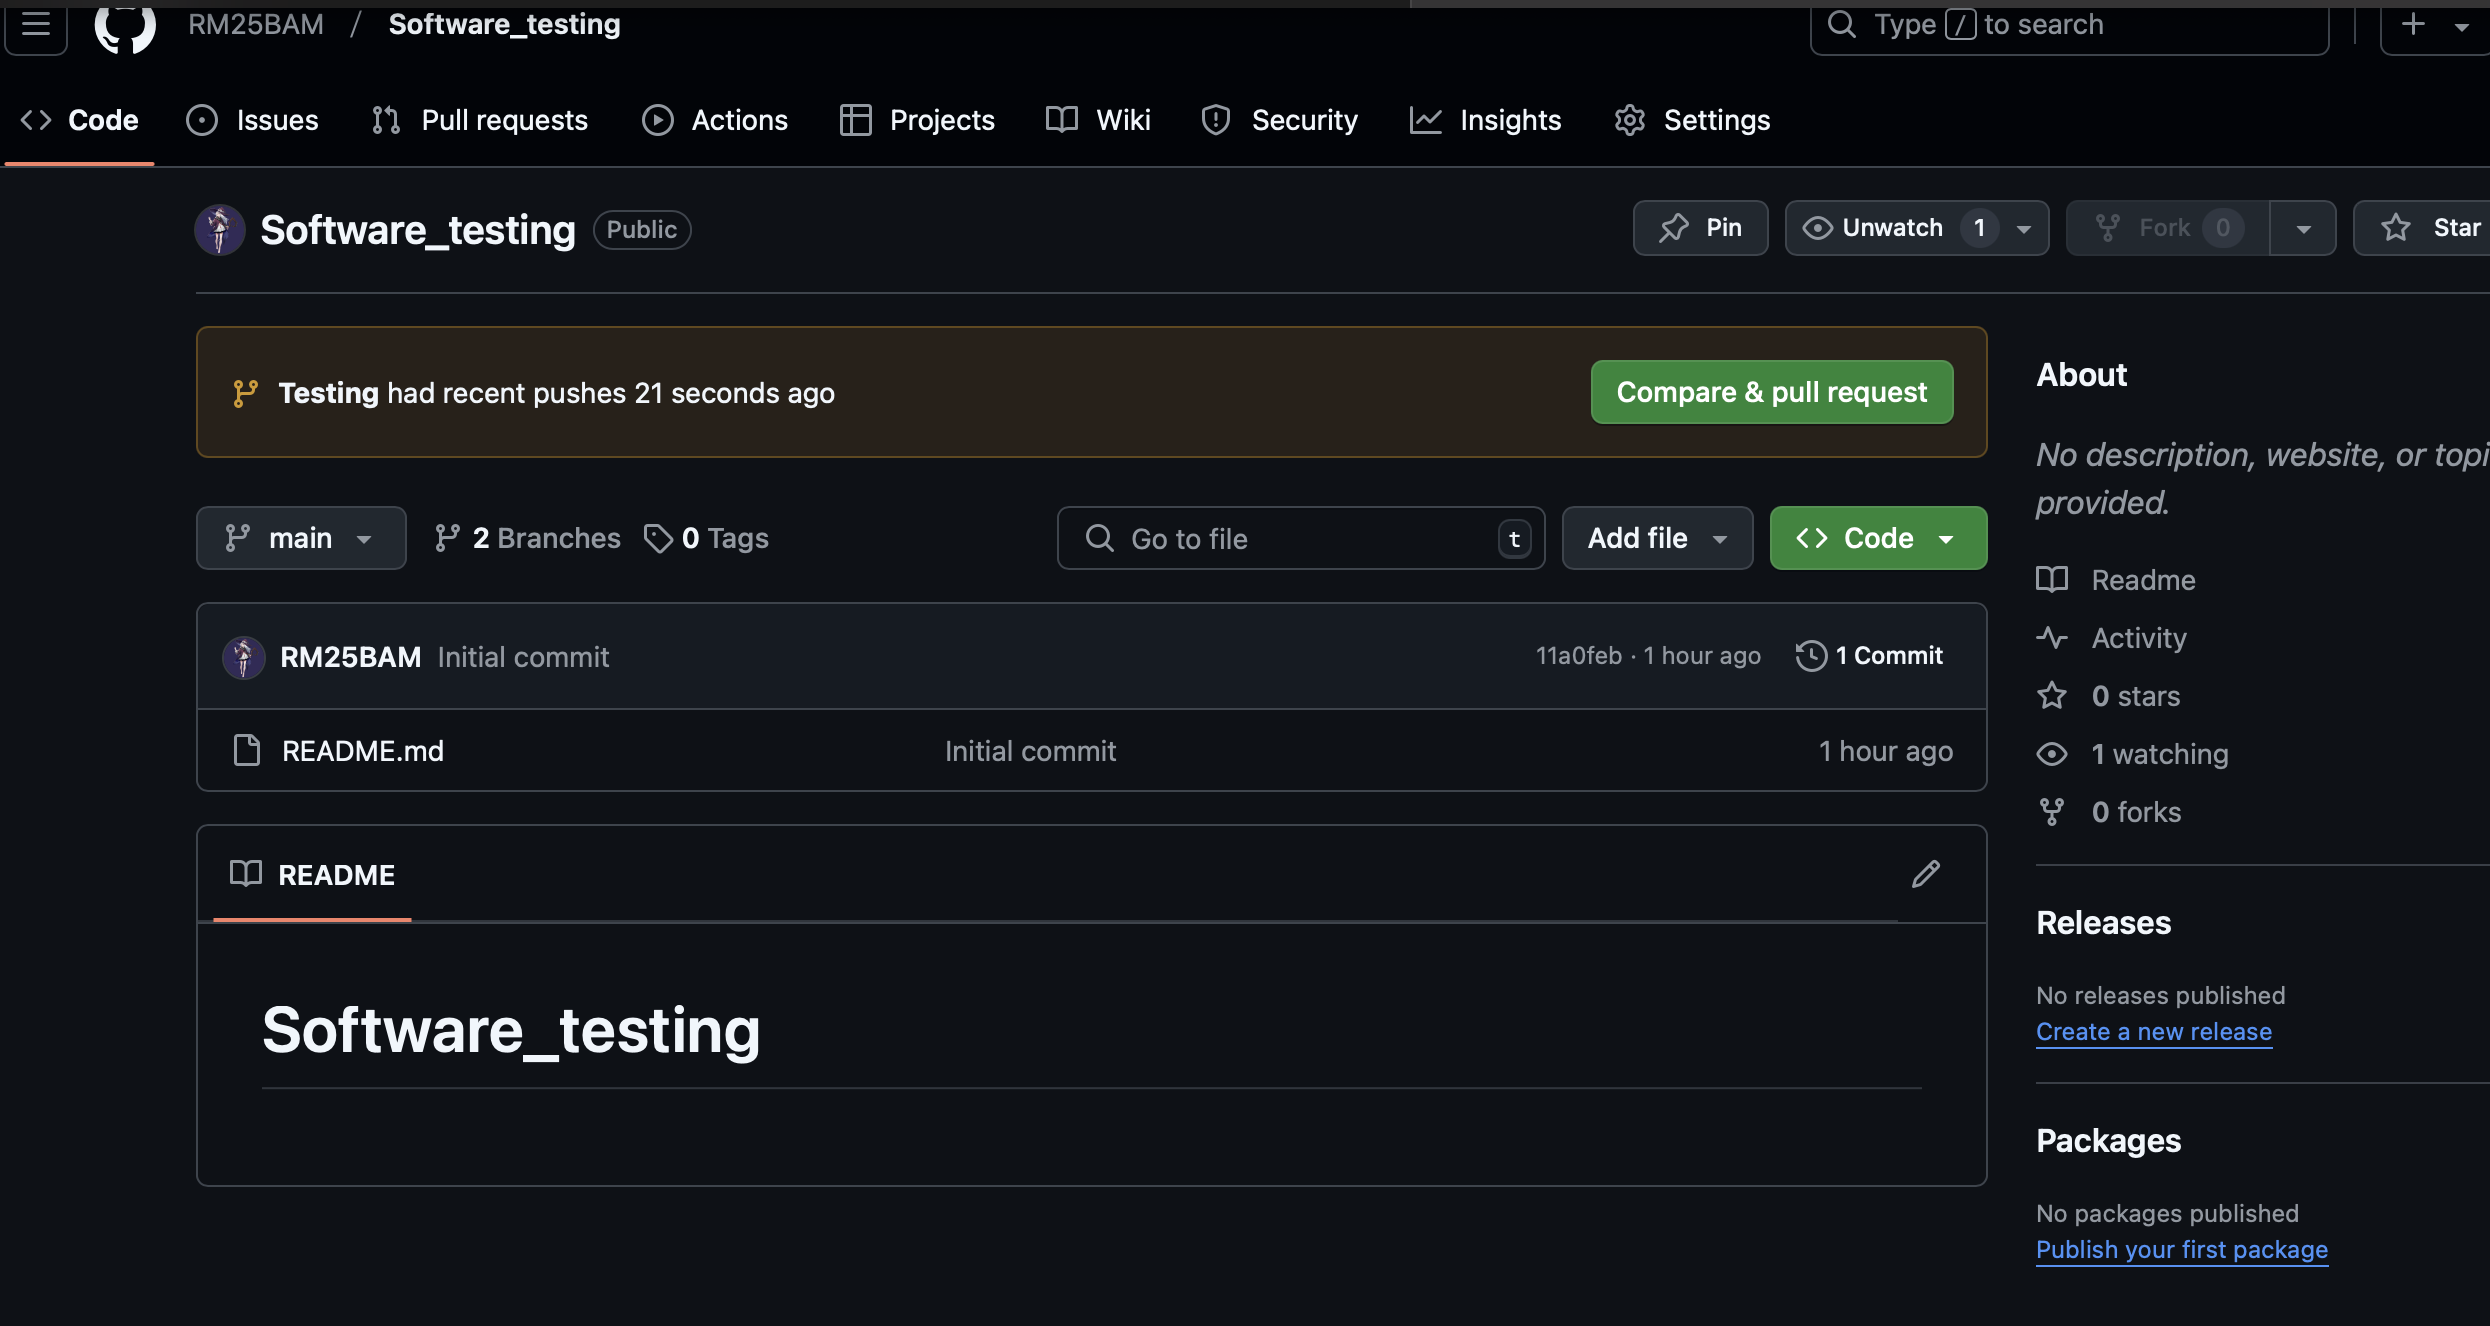 RM25BAM / Software_testing
Type / to search
Code Issues Pull requests Actions Projects Wiki Security Insights Settings
Software_testing Public
Pin Unwatch 1 Fork 0 Star
Testing had recent pushes 21 seconds ago
Compare & pull request
main 2 Branches 0 Tags
Go to file t
Add file
Code
RM25BAM Initial commit 11a0feb · 1 hour ago 1 Commit
README.md Initial commit 1 hour ago
README
Software_testing
About
No description, website, or topi
provided.
Readme
Activity
0 stars
1 watching
0 forks
Releases
No releases published
Create a new release
Packages
No packages published
Publish your first package